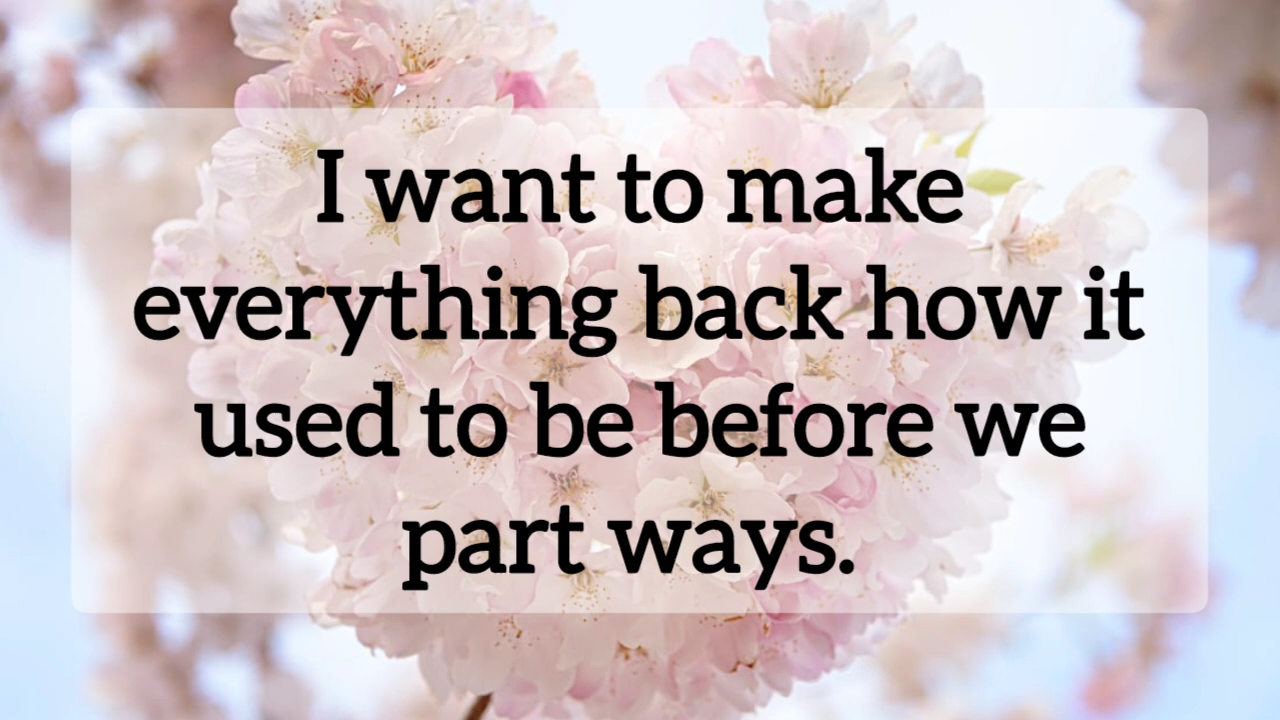 I want to make
everything back how it
used to be before we
part ways.